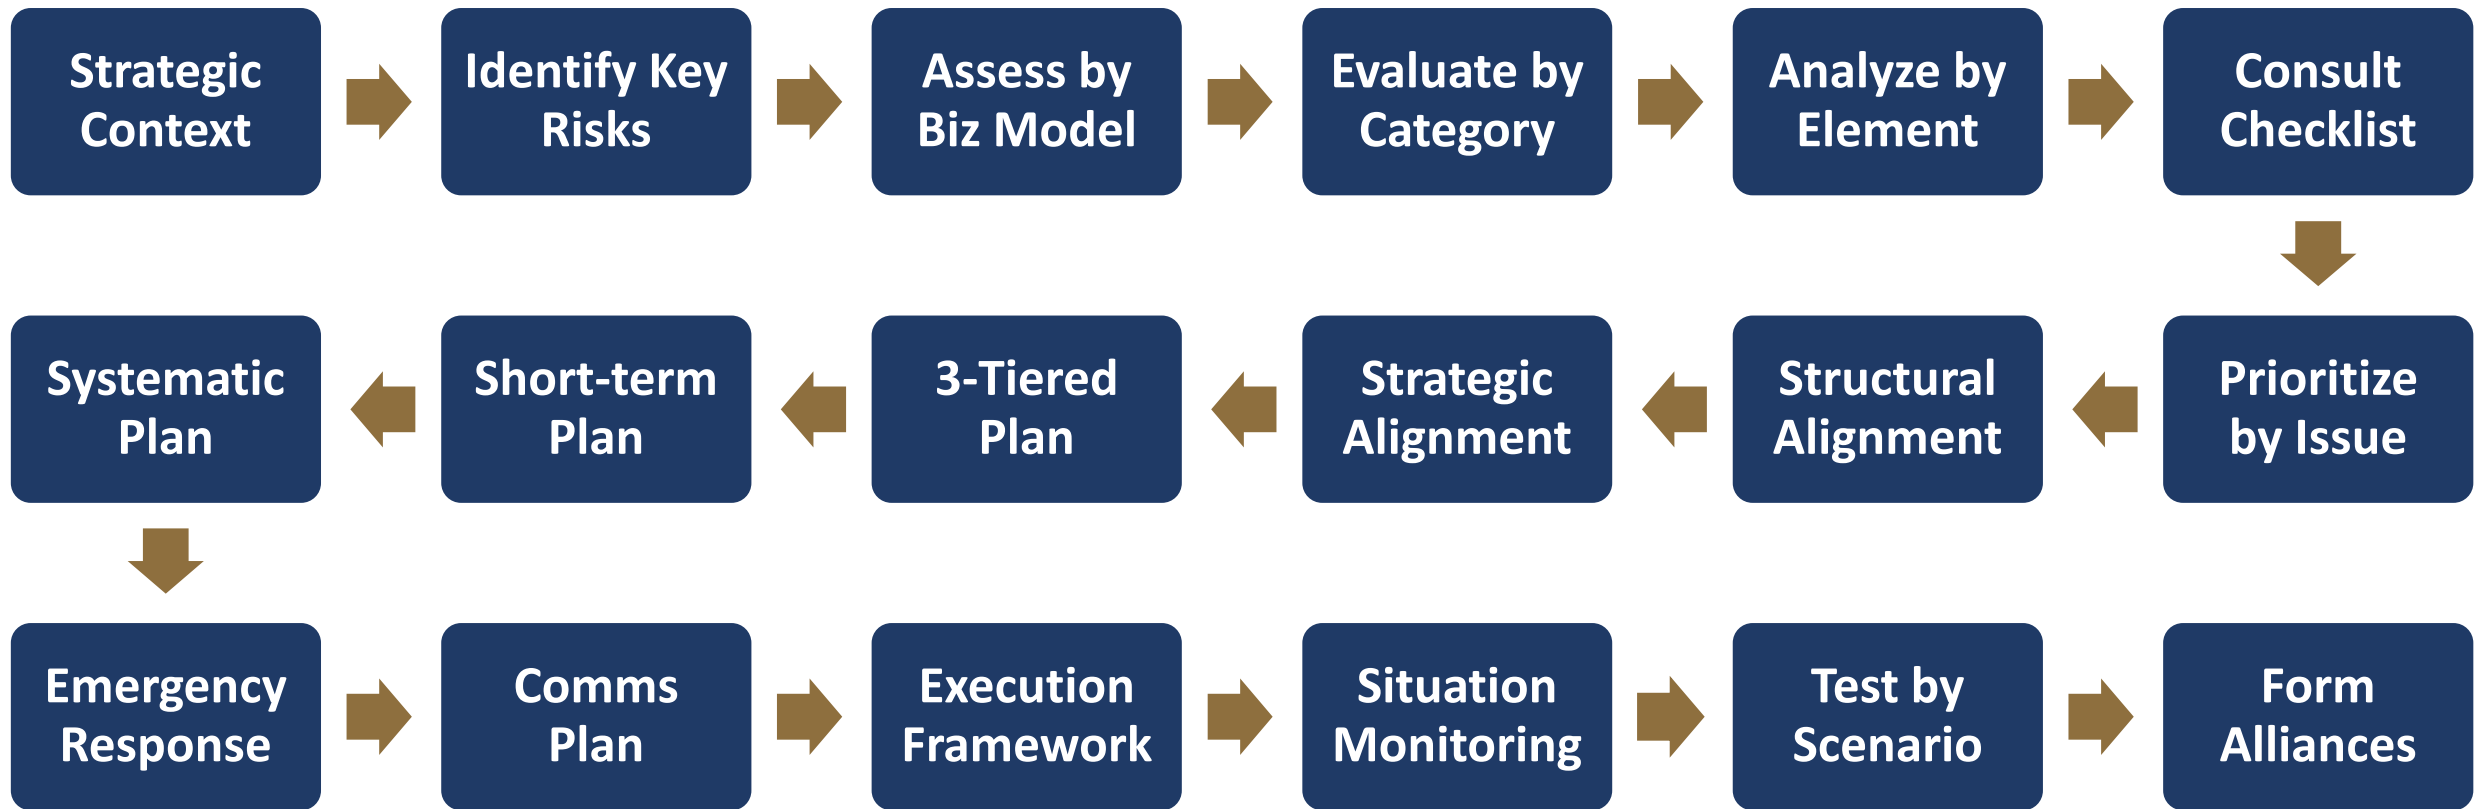 Strategic
Context
Identify Key
Risks
Assess by
Biz Model
Evaluate by
Category
Analyze by
Element
Consult
Checklist
Prioritize
by Issue
Structural
Alignment
Strategic
Alignment
3-Tiered
Plan
Short-term
Plan
Systematic
Plan
Emergency
Response
Comms
Plan
Execution
Framework
Situation
Monitoring
Test by
Scenario
Form
Alliances